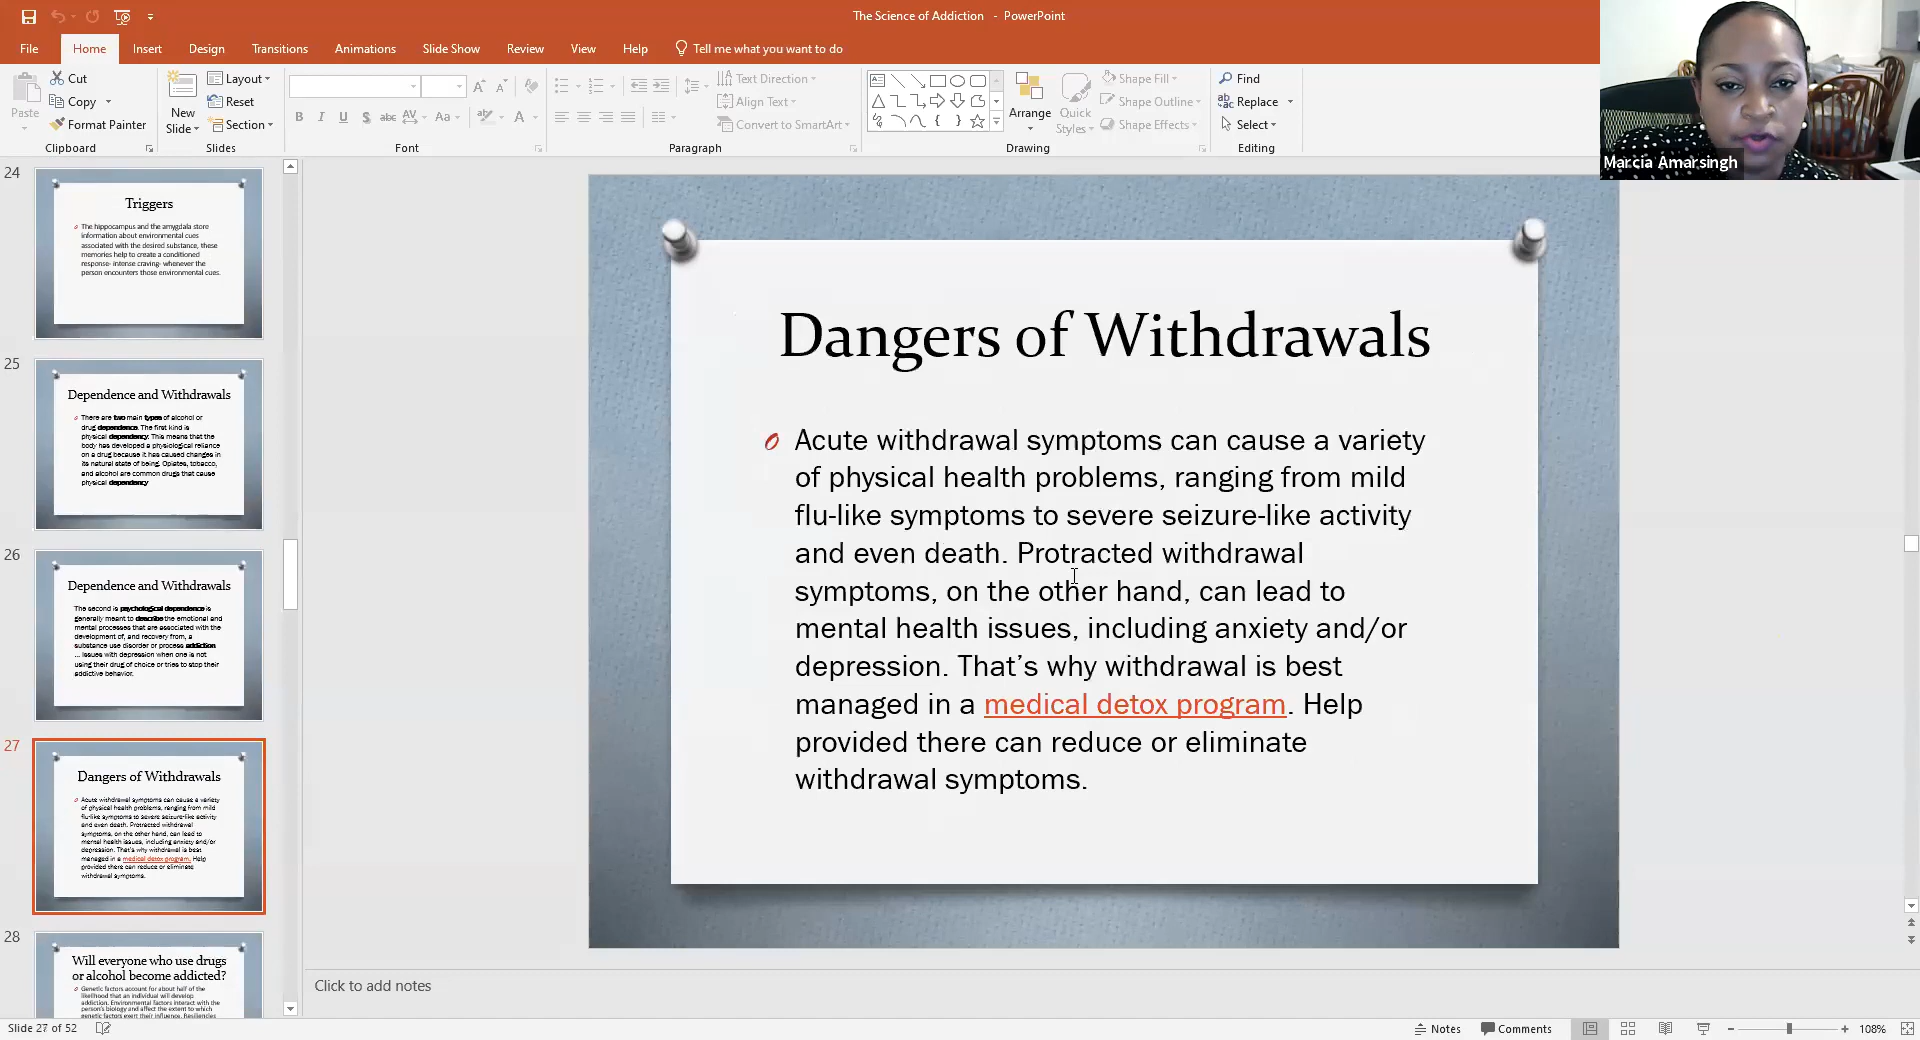 The Science of Addiction - PowerPoint
File Home Insert Design Transitions Animations Slide Show Review View Help Tell me what you want to do
Paste
Cut
Copy
Format Painter
Clipboard
New Slide
Layout
Reset
Section
Slides
B I U S abc AV Aa A
Font
Text Direction
Align Text
Convert to SmartArt
Paragraph
Arrange
Quick Styles
Shape Fill
Shape Outline
Shape Effects
Drawing
Find
Replace
Select
Editing
Marcia Amarsingh
24
Triggers
The hippocampus and the amygdala store
information about environmental cues
associated with the desired substance, these
memories help to create a conditioned
response- intense craving- whenever the
person encounters those environmental cues.
25
Dependence and Withdrawals
There are two main types of alcohol or
drug dependence. The first kind is
physical dependency. This means that the
body has developed a physiological reliance
on a drug because it has caused changes in
its natural state of being. Opiates, tobacco,
and alcohol are common drugs that cause
physical dependency
26
Dependence and Withdrawals
The second is psychological dependence is
generally meant to describe the emotional and
mental processes that are associated with the
development of, and recovery from, a
substance use disorder or process addiction
... Issues with depression when one is not
using their drug of choice or tries to stop their
addictive behavior.
27
Dangers of Withdrawals
Acute withdrawal symptoms can cause a variety
of physical health problems, ranging from mild
flu-like symptoms to severe seizure-like activity
and even death. Protracted withdrawal
symptoms, on the other hand, can lead to
mental health issues, including anxiety and/or
depression. That's why withdrawal is best
managed in a medical detox program. Help
provided there can reduce or eliminate
withdrawal symptoms.
28
Will everyone who use drugs
or alcohol become addicted?
Genetic factors account for about half of the
likelihood that an individual will develop
addiction. Environmental factors interact with the
person's biology and affect the extent to which
genetic factors exert their influence. Resiliencies
Dangers of Withdrawals
Acute withdrawal symptoms can cause a variety
of physical health problems, ranging from mild
flu-like symptoms to severe seizure-like activity
and even death. Protracted withdrawal
symptoms, on the other hand, can lead to
mental health issues, including anxiety and/or
depression. That's why withdrawal is best
managed in a medical detox program. Help
provided there can reduce or eliminate
withdrawal symptoms.
Click to add notes
Slide 27 of 52
Notes Comments 108%